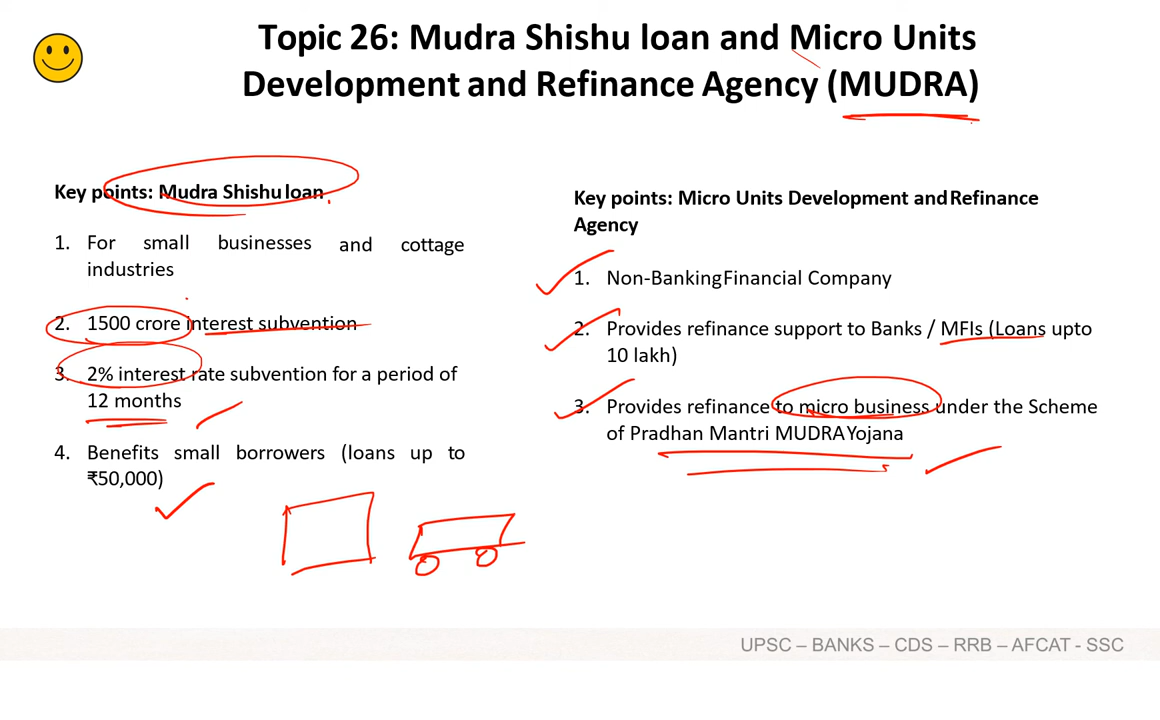 Topic 26: Mudra Shishu loan and Micro Units
Development and Refinance Agency (MUDRA)
Key points: Mudra Shishu loan
1. For small businesses and cottage
industries
2. 1500 crore interest subvention
3. 2% interest rate subvention for a period of
12 months
4. Benefits small borrowers (loans up to
₹50,000)
Key points: Micro Units Development and Refinance
Agency
1. Non-Banking Financial Company
2. Provides refinance support to Banks / MFIs (Loans upto
10 lakh)
3. Provides refinance to micro business under the Scheme
of Pradhan Mantri MUDRA Yojana
UPSC – BANKS – CDS – RRB – AFCAT - SSC